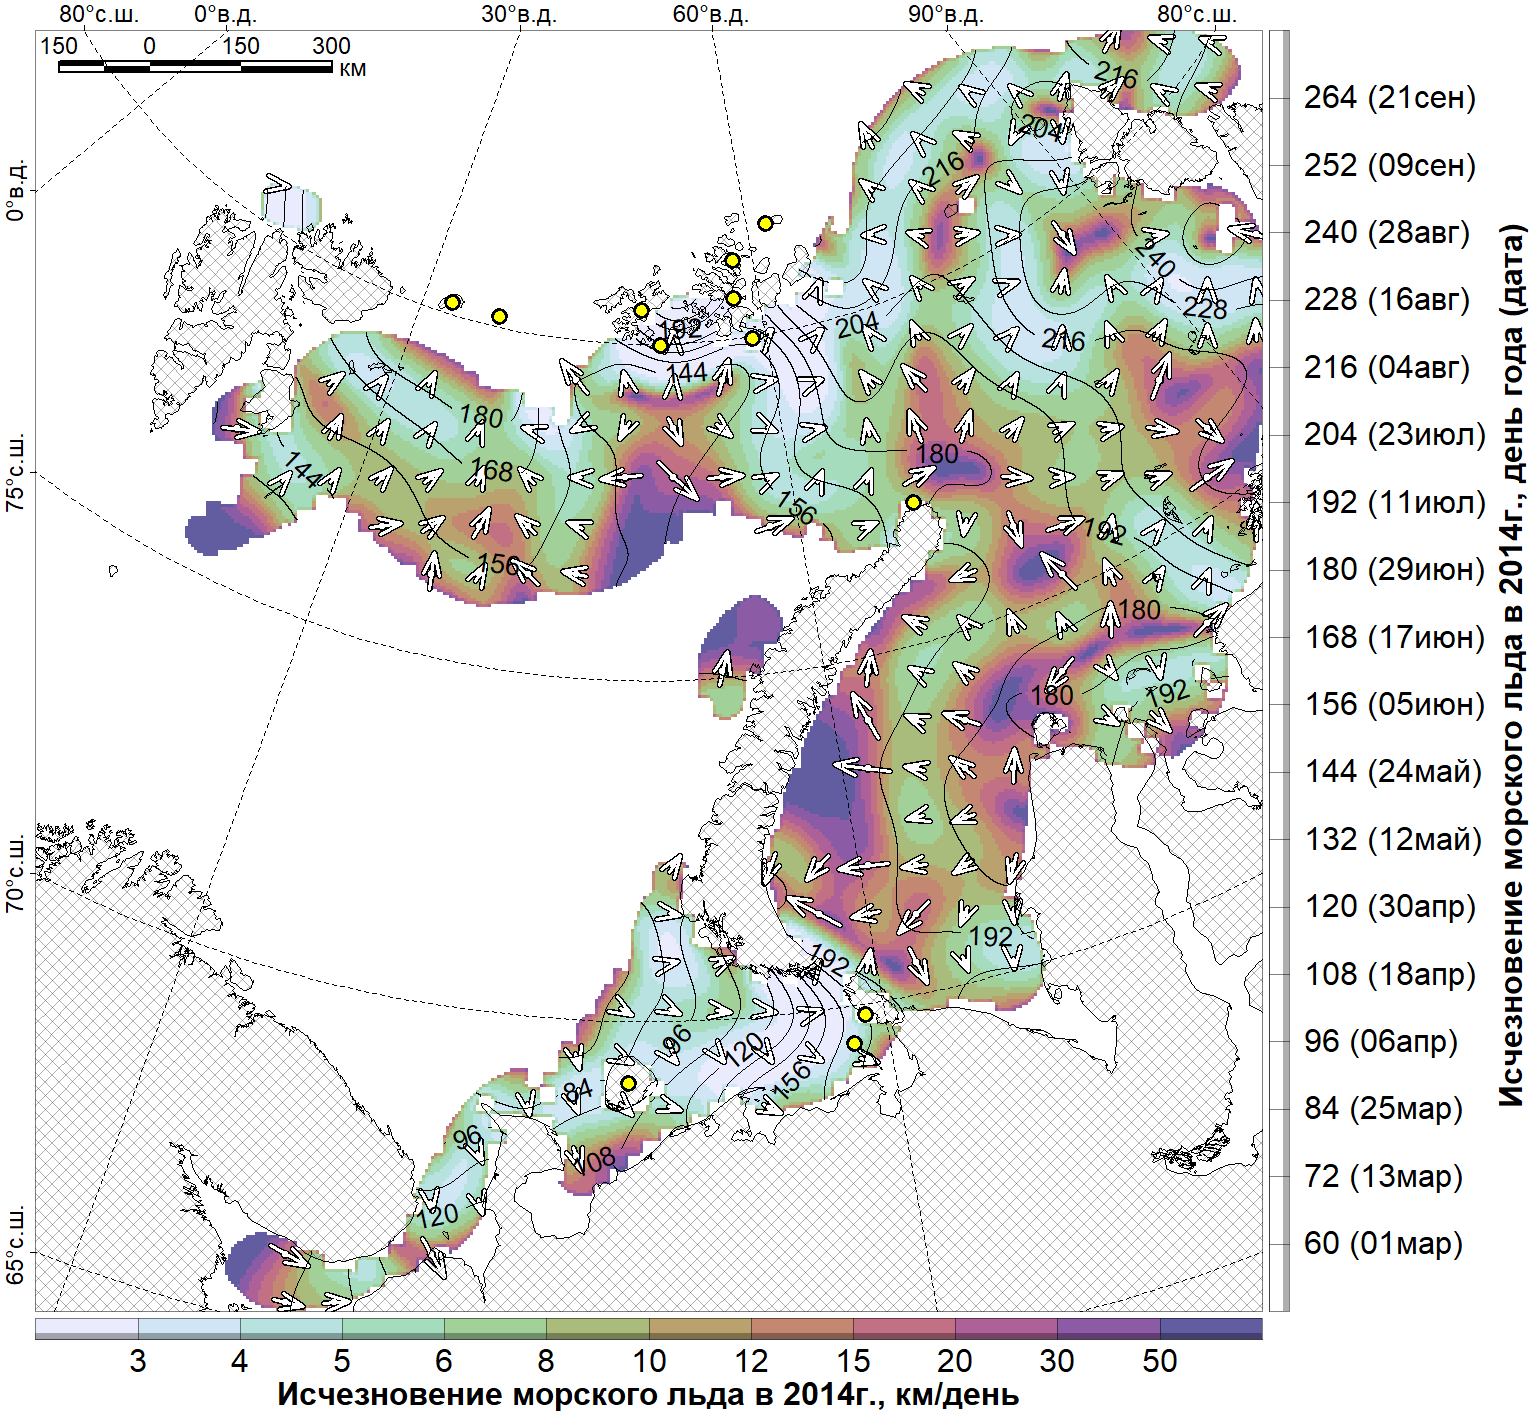 80°с.ш. 0°в.д. 30°в.д. 60°в.д. 90°в.д. 80°с.ш.
150 0 150 300
км
0°в.д.
75°с.ш.
70°с.ш.
65°с.ш.
216
204
216
240
228
192
204
216
144
180
180
144
168
156
192
156
180
180
192
192
192
96
120
84
156
96
108
120
264 (21сен)
252 (09сен)
240 (28авг)
228 (16авг)
216 (04авг)
204 (23июл)
192 (11июл)
180 (29июн)
168 (17июн)
156 (05июн)
144 (24май)
132 (12май)
120 (30апр)
108 (18апр)
96 (06апр)
84 (25мар)
72 (13мар)
60 (01мар)
Исчезновение морского льда в 2014г., день года (дата)
3 4 5 6 8 10 12 15 20 30 50
Исчезновение морского льда в 2014г., км/день